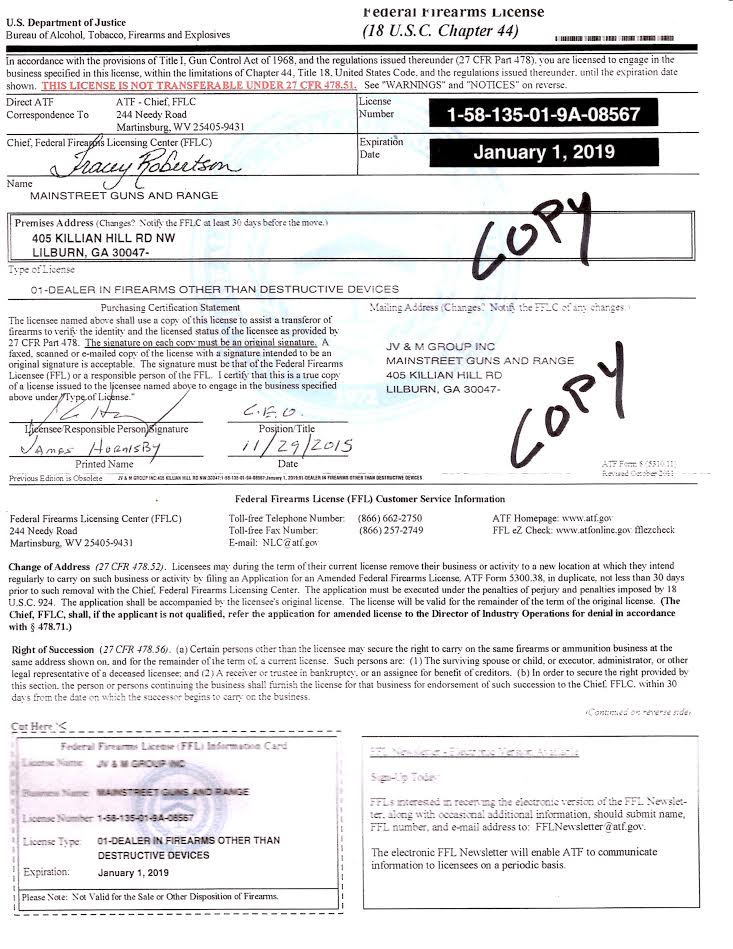 U.S. Department of Justice
Bureau of Alcohol, Tobacco, Firearms and Explosives
Federal Firearms License
(18 U.S.C. Chapter 44)
In accordance with the provisions of Title I, Gun Control Act of 1968, and the regulations issued thereunder (27 CFR Part 478), you are licensed to engage in the
business specified in this license, within the limitations of Chapter 44, Title 18, United States Code, and the regulations issued thereunder, until the expiration date
shown. THIS LICENSE IS NOT TRANSFERABLE UNDER 27 CFR 478.51. See "WARNINGS" and "NOTICES" on reverse.
Direct ATF
Correspondence To
ATF - Chief, FFLC
244 Needy Road
Martinsburg, WV 25405-9431
License
Number
1-58-135-01-9A-08567
Chief, Federal Firearms Licensing Center (FFLC)
Tracey Robertson
Expiration
Date
January 1, 2019
Name
MAINSTREET GUNS AND RANGE
Premises Address (Changes? Notify the FFLC at least 30 days before the move.)
405 KILLIAN HILL RD NW
LILBURN, GA 30047-
COPY
Type of License
01-DEALER IN FIREARMS OTHER THAN DESTRUCTIVE DEVICES
Purchasing Certification Statement
The licensee named above shall use a copy of this license to assist a transferor of
firearms to verify the identity and the licensed status of the licensee as provided by
27 CFR Part 478. The signature on each copy must be an original signature. A
faxed, scanned or e-mailed copy of the license with a signature intended to be an
original signature is acceptable. The signature must be that of the Federal Firearms
Licensee (FFL) or a responsible person of the FFL. I certify that this is a true copy
of a license issued to the licensee named above to engage in the business specified
above under "Type of License."
Mailing Address (Changes? Notify the FFLC of any changes.)
JV & M GROUP INC
MAINSTREET GUNS AND RANGE
405 KILLIAN HILL RD
LILBURN, GA 30047-
COPY
C.E.O.
Licensee/Responsible Person Signature
Position/Title
James Hornsby
11/29/2015
Printed Name
Date
ATF Form 8 (5310.11)
Revised October 2011
Previous Edition is Obsolete
JV & M GROUP INC:405 KILLIAN HILL RD NW:30047:1-58-135-01-9A-08567:January 1, 2019:01-DEALER IN FIREARMS OTHER THAN DESTRUCTIVE DEVICES
Federal Firearms License (FFL) Customer Service Information
Federal Firearms Licensing Center (FFLC)
244 Needy Road
Martinsburg, WV 25405-9431
Toll-free Telephone Number: (866) 662-2750
Toll-free Fax Number: (866) 257-2749
E-mail: NLC@atf.gov
ATF Homepage: www.atf.gov
FFL eZ Check: www.atfonline.gov/fflezcheck
Change of Address (27 CFR 478.52). Licensees may during the term of their current license remove their business or activity to a new location at which they intend
regularly to carry on such business or activity by filing an Application for an Amended Federal Firearms License, ATF Form 5300.38, in duplicate, not less than 30 days
prior to such removal with the Chief, Federal Firearms Licensing Center. The application must be executed under the penalties of perjury and penalties imposed by 18
U.S.C. 924. The application shall be accompanied by the licensee's original license. The license will be valid for the remainder of the term of the original license. (The
Chief, FFLC, shall, if the applicant is not qualified, refer the application for amended license to the Director of Industry Operations for denial in accordance
with § 478.71.)
Right of Succession (27 CFR 478.56). (a) Certain persons other than the licensee may secure the right to carry on the same firearms or ammunition business at the
same address shown on, and for the remainder of the term of, a current license. Such persons are: (1) The surviving spouse or child, or executor, administrator, or other
legal representative of a deceased licensee; and (2) A receiver or trustee in bankruptcy, or an assignee for benefit of creditors. (b) In order to secure the right provided by
this section, the person or persons continuing the business shall furnish the license for that business for endorsement of such succession to the Chief, FFLC, within 30
days from the date on which the successor begins to carry on the business.
(Continued on reverse side)
Cut Here
Federal Firearms License (FFL) Information Card
License Name: JV & M GROUP INC
Business Name: MAINSTREET GUNS AND RANGE
License Number: 1-58-135-01-9A-08567
License Type: 01-DEALER IN FIREARMS OTHER THAN
DESTRUCTIVE DEVICES
Expiration: January 1, 2019
Please Note: Not Valid for the Sale or Other Disposition of Firearms.
FFL Newsletter - Electronic Version Available
Sign-Up Today!
FFLs interested in receiving the electronic version of the FFL Newslet-
ter, along with occasional additional information, should submit name,
FFL number, and e-mail address to: FFLNewsletter@atf.gov.
The electronic FFL Newsletter will enable ATF to communicate
information to licensees on a periodic basis.